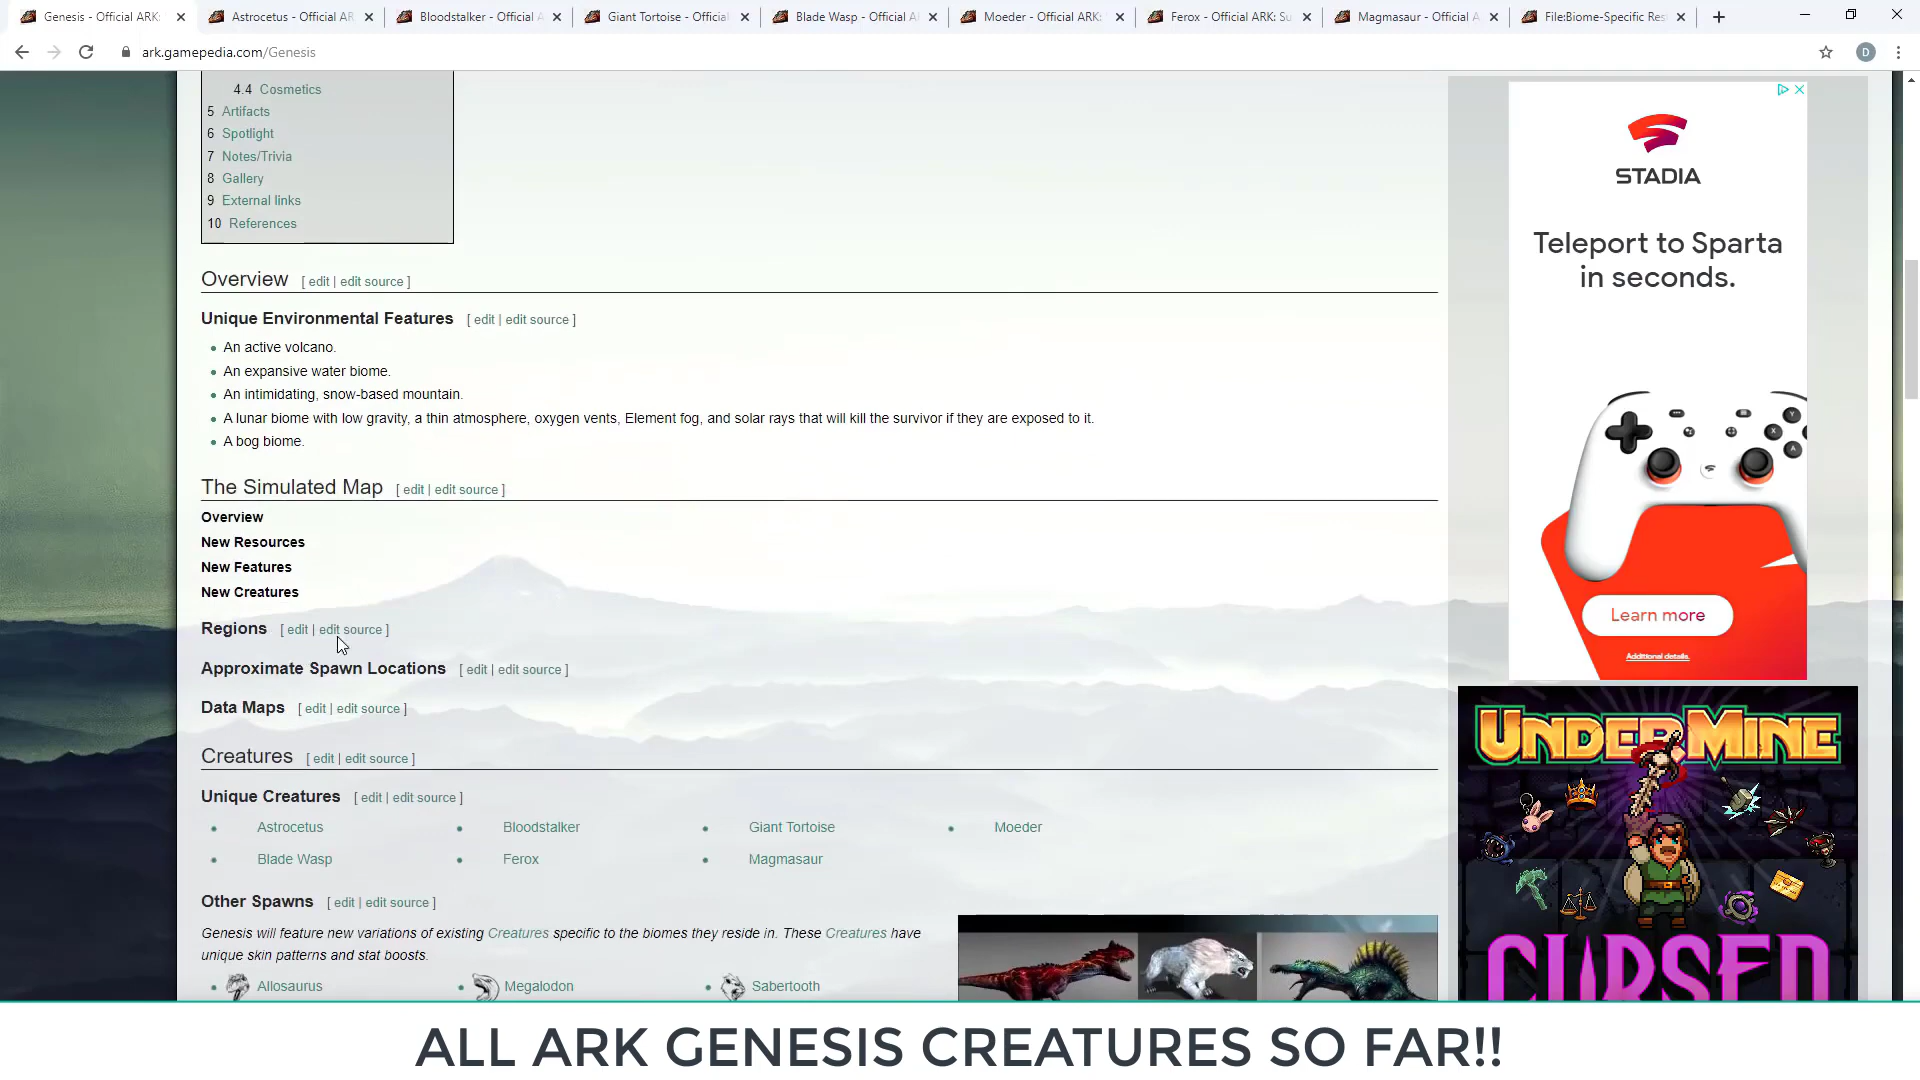 Genesis - Official ARK:
Astrocetus - Official AR
Bloodstalker - Official A
Giant Tortoise - Official
Blade Wasp - Official A
Moeder - Official ARK:
Ferox - Official ARK: Su
Magmasaur - Official A
File:Biome-Specific Res
ark.gamepedia.com/Genesis
D
4.4 Cosmetics
5 Artifacts
6 Spotlight
7 Notes/Trivia
8 Gallery
9 External links
10 References
Overview [ edit | edit source ]
Unique Environmental Features [ edit | edit source ]
An active volcano.
An expansive water biome.
An intimidating, snow-based mountain.
A lunar biome with low gravity, a thin atmosphere, oxygen vents, Element fog, and solar rays that will kill the survivor if they are exposed to it.
A bog biome.
The Simulated Map [ edit | edit source ]
Overview
New Resources
New Features
New Creatures
Regions [ edit | edit source ]
Approximate Spawn Locations [ edit | edit source ]
Data Maps [ edit | edit source ]
Creatures [ edit | edit source ]
Unique Creatures [ edit | edit source ]
Astrocetus Bloodstalker Giant Tortoise Moeder
Blade Wasp Ferox Magmasaur
Other Spawns [ edit | edit source ]
Genesis will feature new variations of existing Creatures specific to the biomes they reside in. These Creatures have
unique skin patterns and stat boosts.
Allosaurus Megalodon Sabertooth
STADIA
Teleport to Sparta
in seconds.
Learn more
Additional details.
UNDERMINE
CURSED
ALL ARK GENESIS CREATURES SO FAR!!